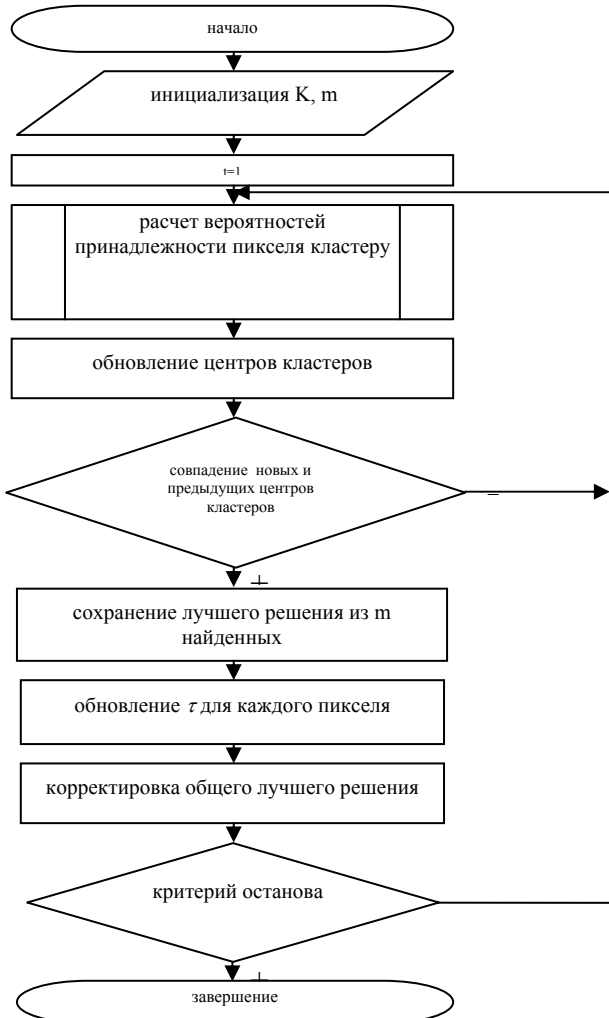 начало
инициализация K, m
t=1
расчет вероятностей
принадлежности пикселя кластеру
обновление центров кластеров
совпадение новых и
предыдущих центров
кластеров
–
+
сохранение лучшего решения из m
найденных
обновление τ для каждого пикселя
корректировка общего лучшего решения
критерий останова
+
завершение